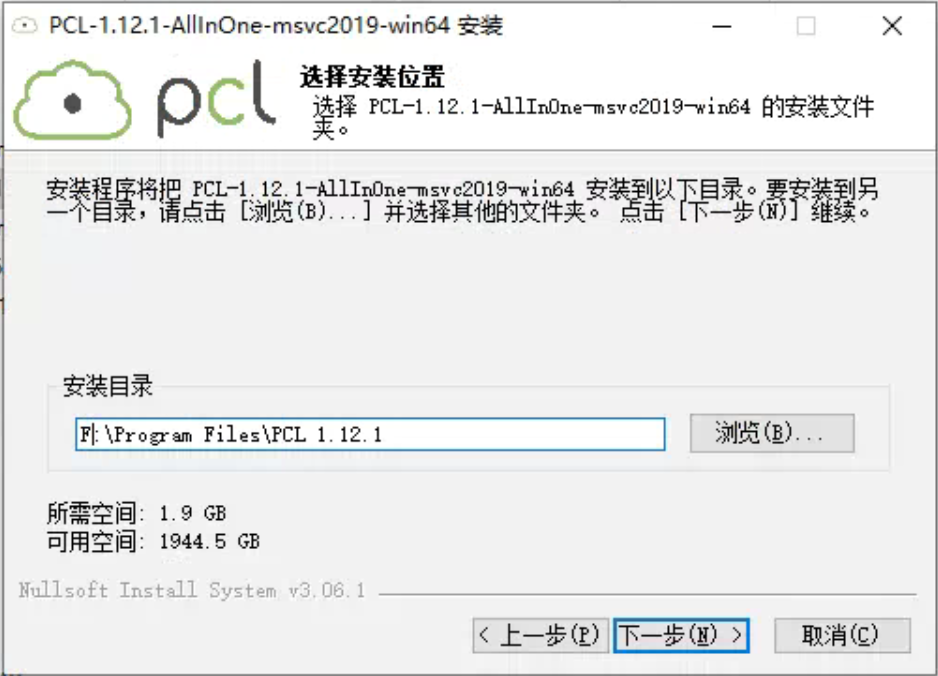 PCL-1.12.1-AllInOne-msvc2019-win64 安装
pcl
选择安装位置
选择 PCL-1.12.1-AllInOne-msvc2019-win64 的安装文件
夹。
安装程序将把 PCL-1.12.1-AllInOne-msvc2019-win64 安装到以下目录。要安装到另
一个目录，请点击 [浏览(B)...] 并选择其他的文件夹。 点击 [下一步(N)] 继续。
安装目录
F:\Program Files\PCL 1.12.1
浏览(B)...
所需空间: 1.9 GB
可用空间: 1944.5 GB
Nullsoft Install System v3.06.1
< 上一步(P) 下一步(N) > 取消(C)